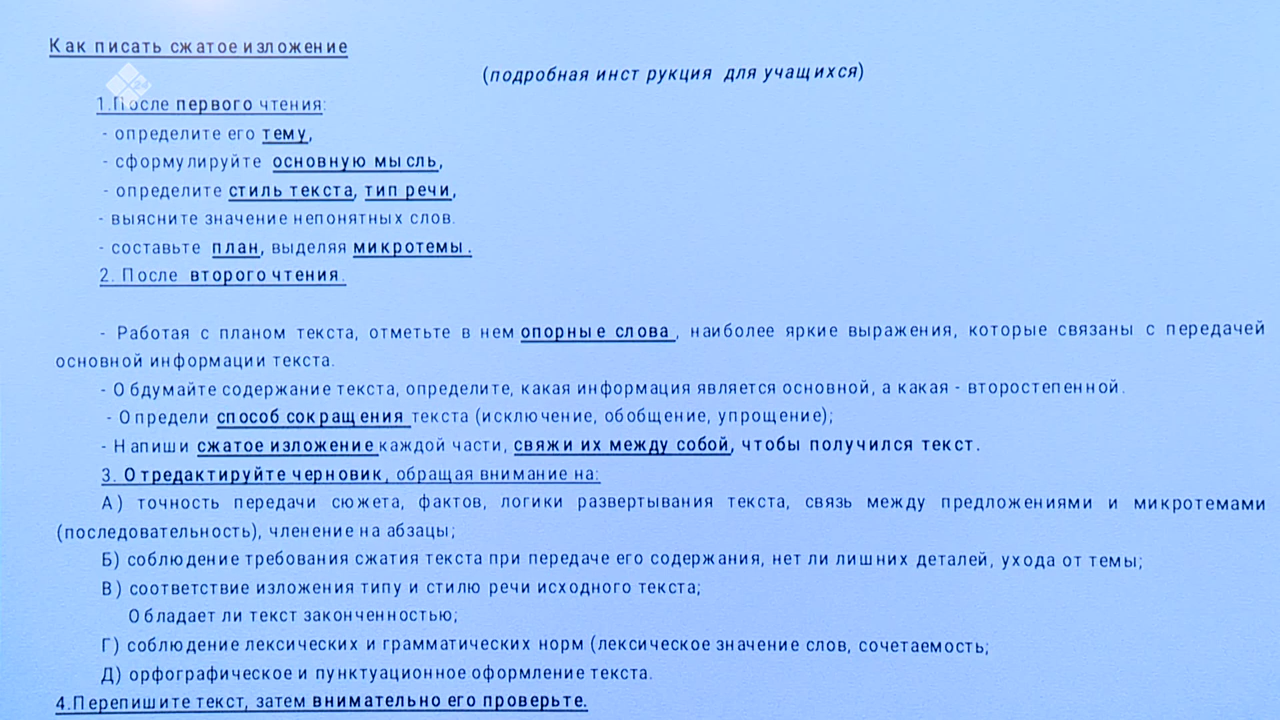 Как писать сжатое изложение
(подробная инструкция для учащихся)
1.После первого чтения:
- определите его тему,
- сформулируйте основную мысль,
- определите стиль текста, тип речи,
- выясните значение непонятных слов.
- составьте план, выделяя микротемы.
2. После второго чтения.
- Работая с планом текста, отметьте в нем опорные слова, наиболее яркие выражения, которые связаны с передачей
основной информации текста.
- Обдумайте содержание текста, определите, какая информация является основной, а какая - второстепенной.
- Определи способ сокращения текста (исключение, обобщение, упрощение);
- Напиши сжатое изложение каждой части, свяжи их между собой, чтобы получился текст.
3. Отредактируйте черновик, обращая внимание на:
А) точность передачи сюжета, фактов, логики развертывания текста, связь между предложениями и микротемами
(последовательность), членение на абзацы;
Б) соблюдение требования сжатия текста при передаче его содержания, нет ли лишних деталей, ухода от темы;
В) соответствие изложения типу и стилю речи исходного текста;
Обладает ли текст законченностью;
Г) соблюдение лексических и грамматических норм (лексическое значение слов, сочетаемость;
Д) орфографическое и пунктуационное оформление текста.
4.Перепишите текст, затем внимательно его проверьте.